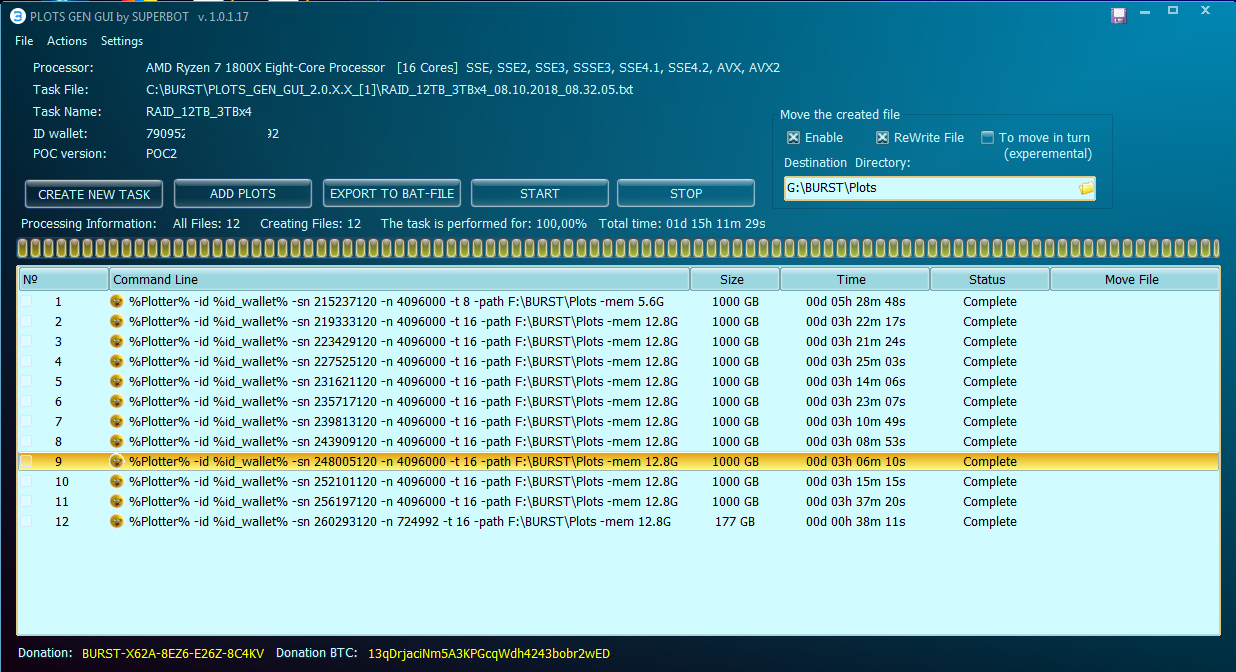 PLOTS GEN GUI by SUPERBOT v. 1.0.1.17
File Actions Settings
Processor: AMD Ryzen 7 1800X Eight-Core Processor [16 Cores] SSE, SSE2, SSE3, SSSE3, SSE4.1, SSE4.2, AVX, AVX2
Task File: C:\BURST\PLOTS_GEN_GUI_2.0.X.X_[1]\RAID_12TB_3TBx4_08.10.2018_08.32.05.txt
Task Name: RAID_12TB_3TBx4
ID wallet: 790952 92
POC version: POC2
Move the created file
Enable ReWrite File To move in turn
(experemental)
Destination Directory:
G:\BURST\Plots
CREATE NEW TASK ADD PLOTS EXPORT TO BAT-FILE START STOP
Processing Information: All Files: 12 Creating Files: 12 The task is performed for: 100,00% Total time: 01d 15h 11m 29s
Nº Command Line Size Time Status Move File
1 %Plotter% -id %id_wallet% -sn 215237120 -n 4096000 -t 8 -path F:\BURST\Plots -mem 5.6G 1000 GB 00d 05h 28m 48s Complete
2 %Plotter% -id %id_wallet% -sn 219333120 -n 4096000 -t 16 -path F:\BURST\Plots -mem 12.8G 1000 GB 00d 03h 22m 17s Complete
3 %Plotter% -id %id_wallet% -sn 223429120 -n 4096000 -t 16 -path F:\BURST\Plots -mem 12.8G 1000 GB 00d 03h 21m 24s Complete
4 %Plotter% -id %id_wallet% -sn 227525120 -n 4096000 -t 16 -path F:\BURST\Plots -mem 12.8G 1000 GB 00d 03h 25m 03s Complete
5 %Plotter% -id %id_wallet% -sn 231621120 -n 4096000 -t 16 -path F:\BURST\Plots -mem 12.8G 1000 GB 00d 03h 14m 06s Complete
6 %Plotter% -id %id_wallet% -sn 235717120 -n 4096000 -t 16 -path F:\BURST\Plots -mem 12.8G 1000 GB 00d 03h 23m 07s Complete
7 %Plotter% -id %id_wallet% -sn 239813120 -n 4096000 -t 16 -path F:\BURST\Plots -mem 12.8G 1000 GB 00d 03h 10m 49s Complete
8 %Plotter% -id %id_wallet% -sn 243909120 -n 4096000 -t 16 -path F:\BURST\Plots -mem 12.8G 1000 GB 00d 03h 08m 53s Complete
9 %Plotter% -id %id_wallet% -sn 248005120 -n 4096000 -t 16 -path F:\BURST\Plots -mem 12.8G 1000 GB 00d 03h 06m 10s Complete
10 %Plotter% -id %id_wallet% -sn 252101120 -n 4096000 -t 16 -path F:\BURST\Plots -mem 12.8G 1000 GB 00d 03h 15m 15s Complete
11 %Plotter% -id %id_wallet% -sn 256197120 -n 4096000 -t 16 -path F:\BURST\Plots -mem 12.8G 1000 GB 00d 03h 37m 20s Complete
12 %Plotter% -id %id_wallet% -sn 260293120 -n 724992 -t 16 -path F:\BURST\Plots -mem 12.8G 177 GB 00d 00h 38m 11s Complete
Donation: BURST-X62A-8EZ6-E26Z-8C4KV Donation BTC: 13qDrjaciNm5A3KPGcqWdh4243bobr2wED